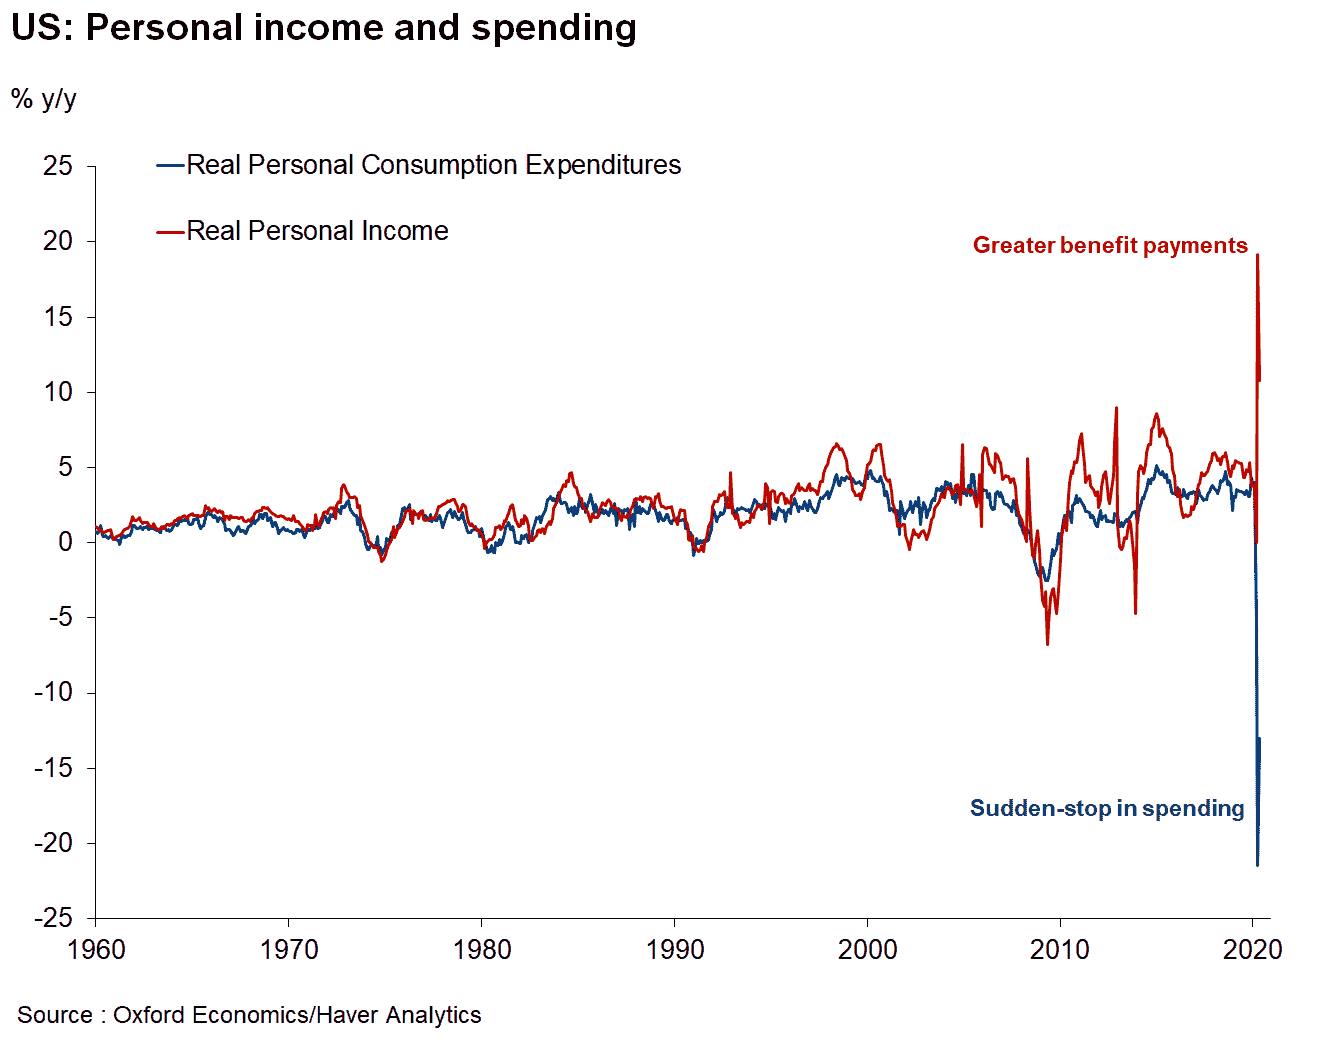 US: Personal income and spending
% y/y
Real Personal Consumption Expenditures
Real Personal Income
Greater benefit payments
Sudden-stop in spending
25
20
15
10
5
0
-5
-10
-15
-20
-25
1960 1970 1980 1990 2000 2010 2020
Source : Oxford Economics/Haver Analytics